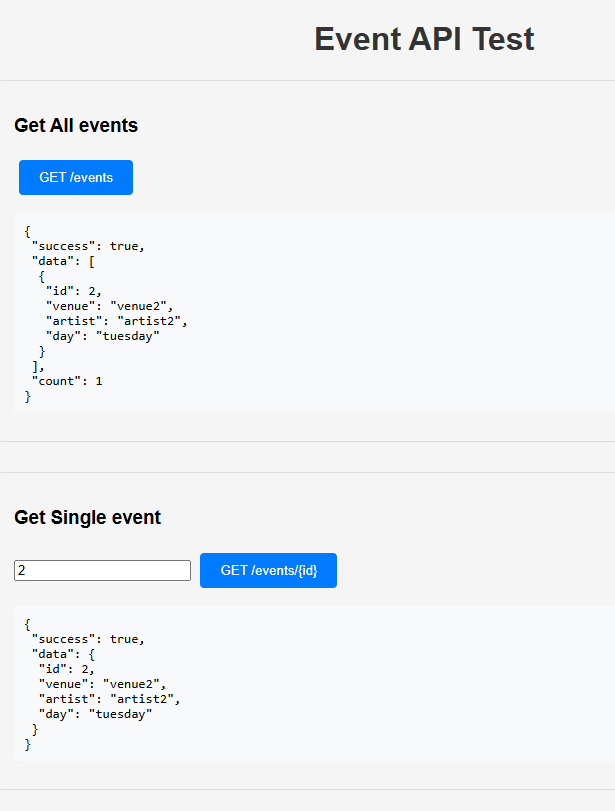 Event API Test
Get All events
GET /events
{
"success": true,
"data": [
{
"id": 2,
"venue": "venue2",
"artist": "artist2",
"day": "tuesday"
}
],
"count": 1
}
Get Single event
2 GET /events/{id}
{
"success": true,
"data": {
"id": 2,
"venue": "venue2",
"artist": "artist2",
"day": "tuesday"
}
}